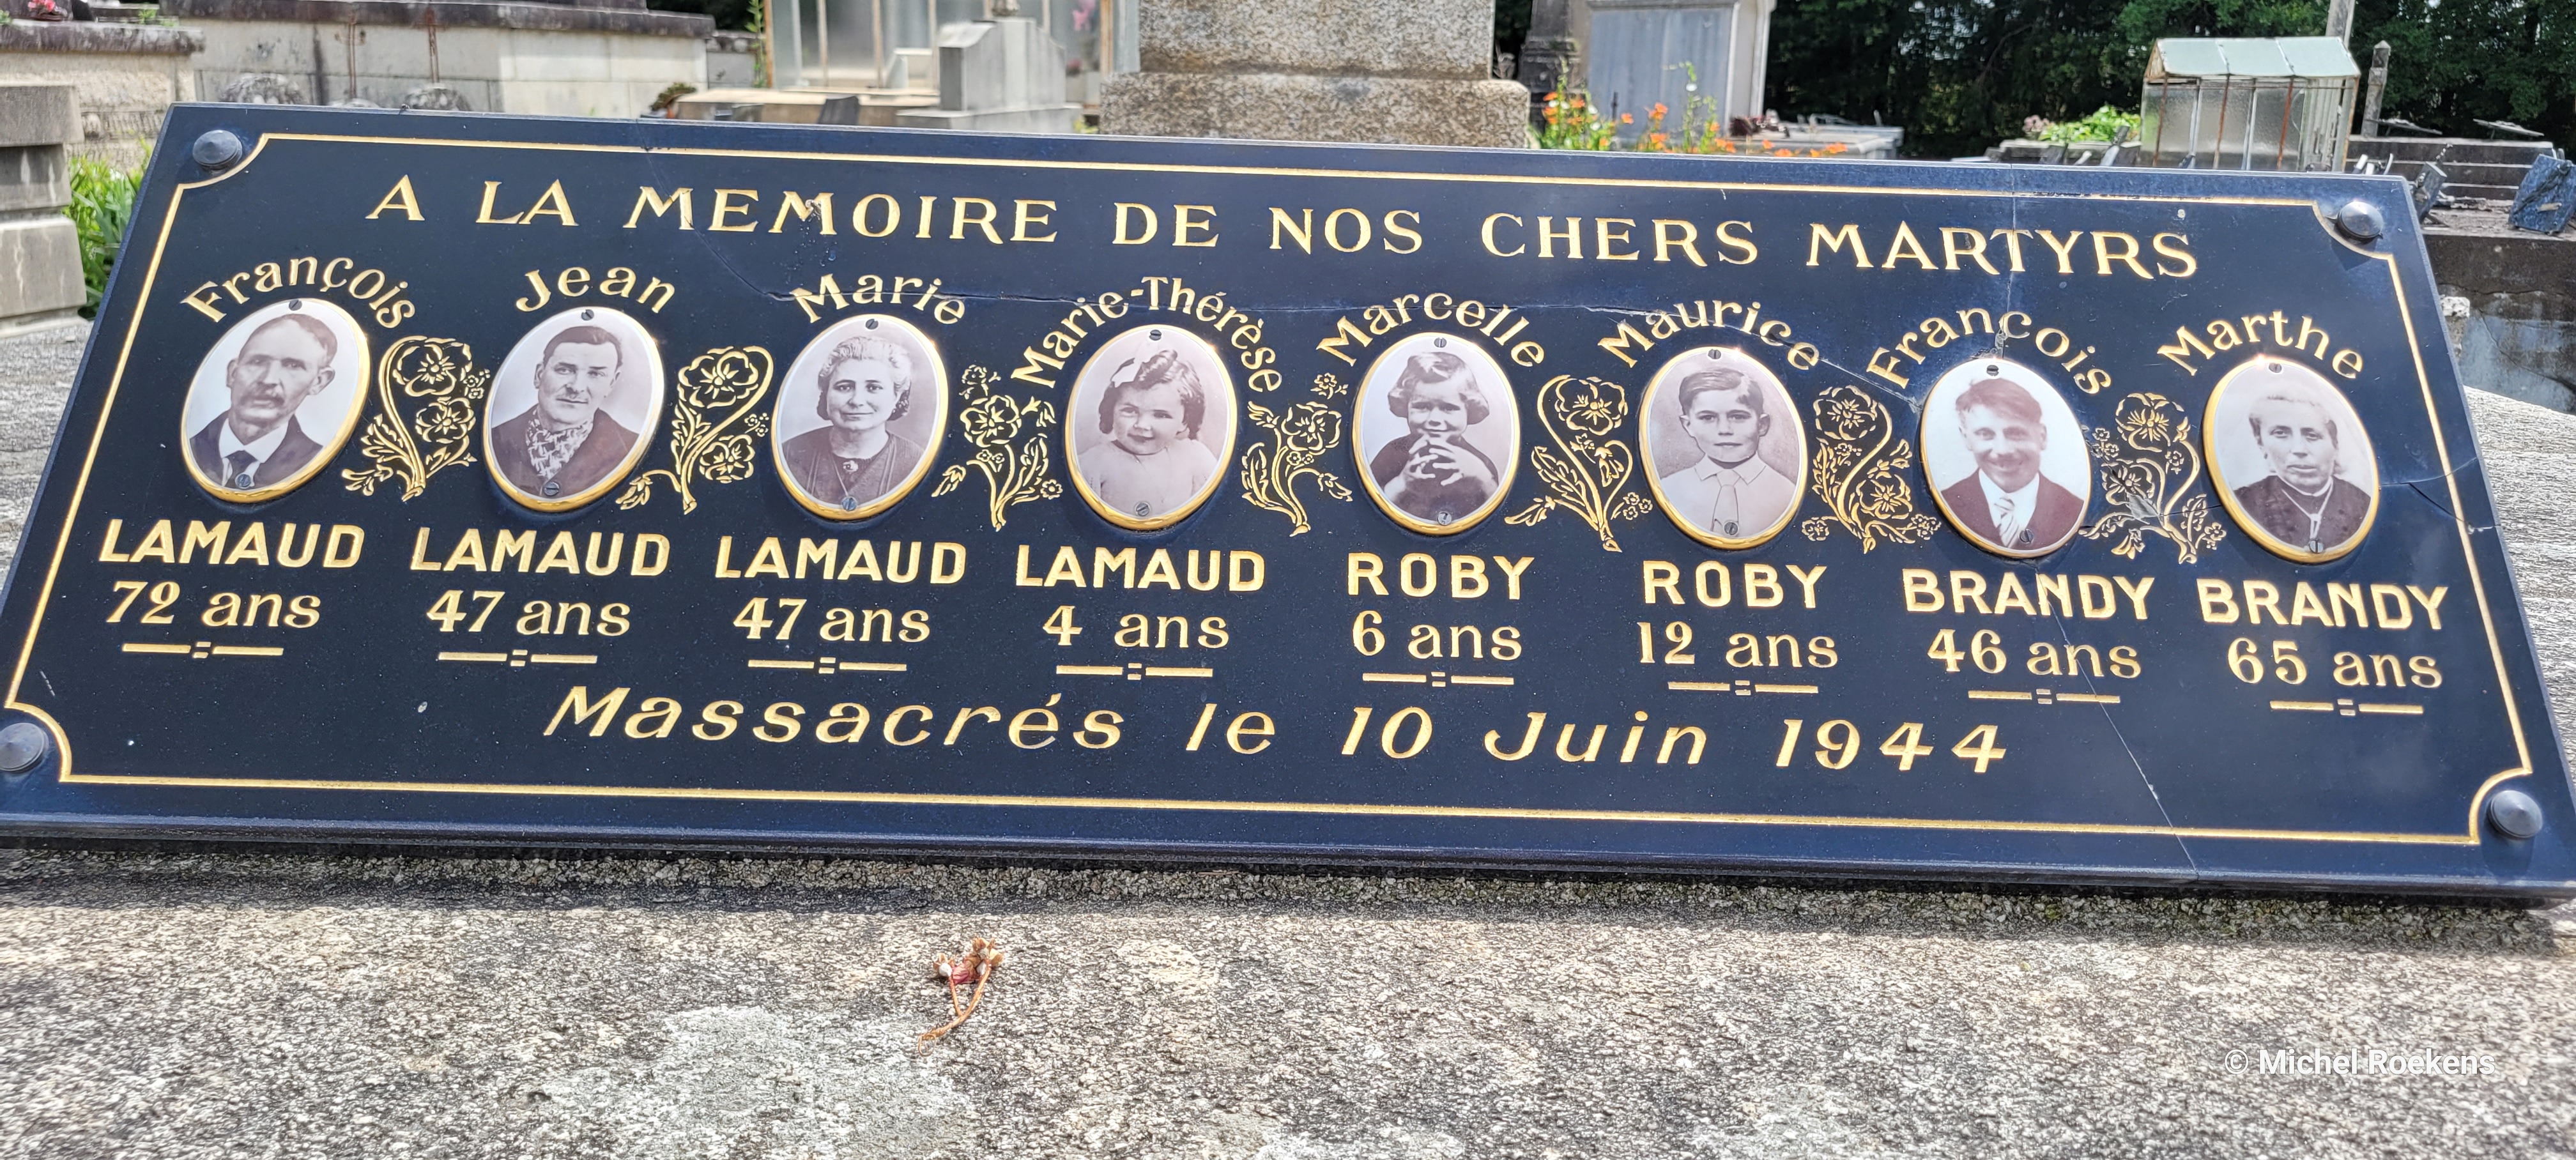 A LA MEMOIRE DE NOS CHERS MARTYRS
François Jean Marie Marie-Thérèse Marcelle Maurice François Marthe
LAMAUD LAMAUD LAMAUD LAMAUD ROBY ROBY BRANDY BRANDY
72 ans 47 ans 47 ans 4 ans 6 ans 12 ans 46 ans 65 ans
Massacrés le 10 Juin 1944
© Michel Roekens